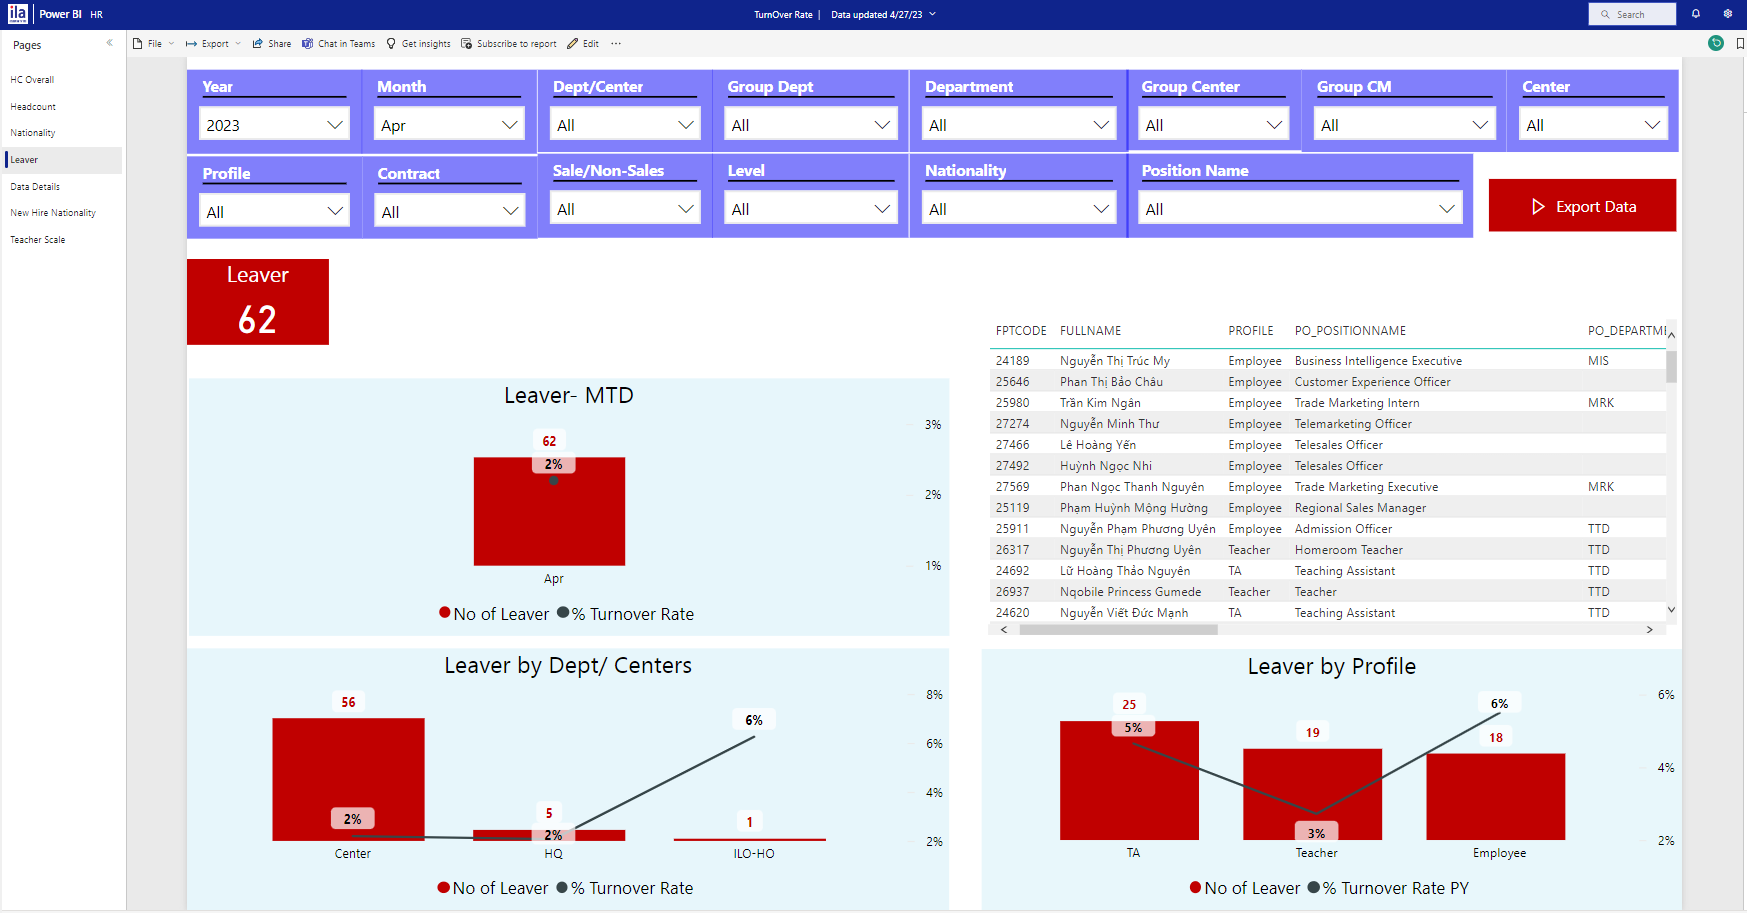 ila Power BI HR
TurnOver Rate | Data updated 4/27/23
Search
Pages
HC Overall
Headcount
Nationality
Leaver
Data Details
New Hire Nationality
Teacher Scale
File Export Share Chat in Teams Get insights Subscribe to report Edit ...
Year Month Dept/Center Group Dept Department Group Center Group CM Center
2023 Apr All All All All All All
Profile Contract Sale/Non-Sales Level Nationality Position Name
All All All All All All
Export Data
Leaver
62
FPTCODE FULLNAME PROFILE PO_POSITIONNAME PO_DEPARTME
24189 Nguyễn Thị Trúc My Employee Business Intelligence Executive MIS
25646 Phan Thị Bảo Châu Employee Customer Experience Officer
25980 Trần Kim Ngân Employee Trade Marketing Intern MRK
27274 Nguyễn Minh Thư Employee Telemarketing Officer
27466 Lê Hoàng Yến Employee Telesales Officer
27492 Huỳnh Ngọc Nhi Employee Telesales Officer
27569 Phan Ngọc Thanh Nguyên Employee Trade Marketing Executive MRK
25119 Phạm Huỳnh Mộng Hường Employee Regional Sales Manager
25911 Nguyễn Phạm Phương Uyên Employee Admission Officer TTD
26317 Nguyễn Thị Phương Uyên Teacher Homeroom Teacher TTD
24692 Lữ Hoàng Thảo Nguyên TA Teaching Assistant TTD
26937 Nqobile Princess Gumede Teacher Teacher TTD
24620 Nguyễn Viết Đức Mạnh TA Teaching Assistant TTD
Leaver- MTD
3%
62
2%
2%
1%
Apr
No of Leaver % Turnover Rate
Leaver by Dept/ Centers
8%
56
6%
6%
4%
2%
5
1
2%
2%
Center HQ ILO-HO
No of Leaver % Turnover Rate
Leaver by Profile
6%
25
6%
5%
19
18
4%
3%
2%
TA Teacher Employee
No of Leaver % Turnover Rate PY